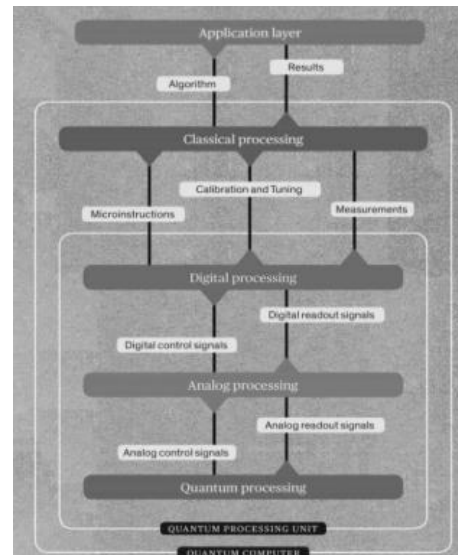 Application layer
Results
Algorithm
Classical processing
Calibration and Tuning
Microinstructions
Measurements
Digital processing
Digital readout signals
Digital control signals
Analog processing
Analog readout signals
Analog control signals
Quantum processing
QUANTUM PROCESSING UNIT
QUANTUM COMPUTER